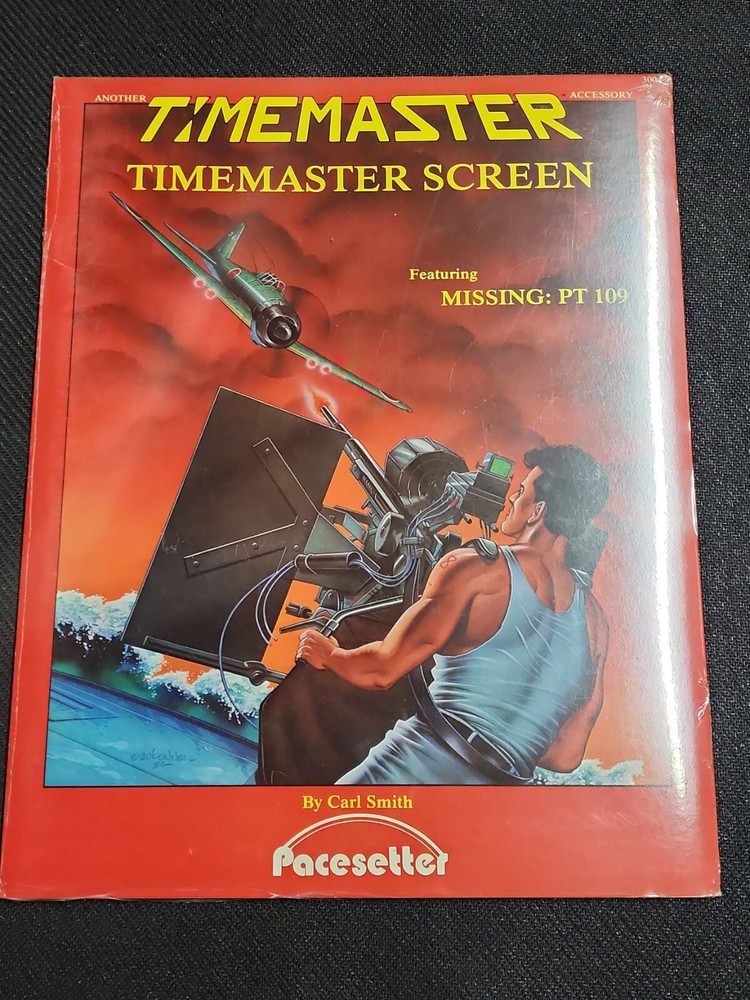 ANOTHER TIMEMASTER ACCESSORY
TIMEMASTER SCREEN
Featuring
MISSING: PT 109
By Carl Smith
Pacesetter